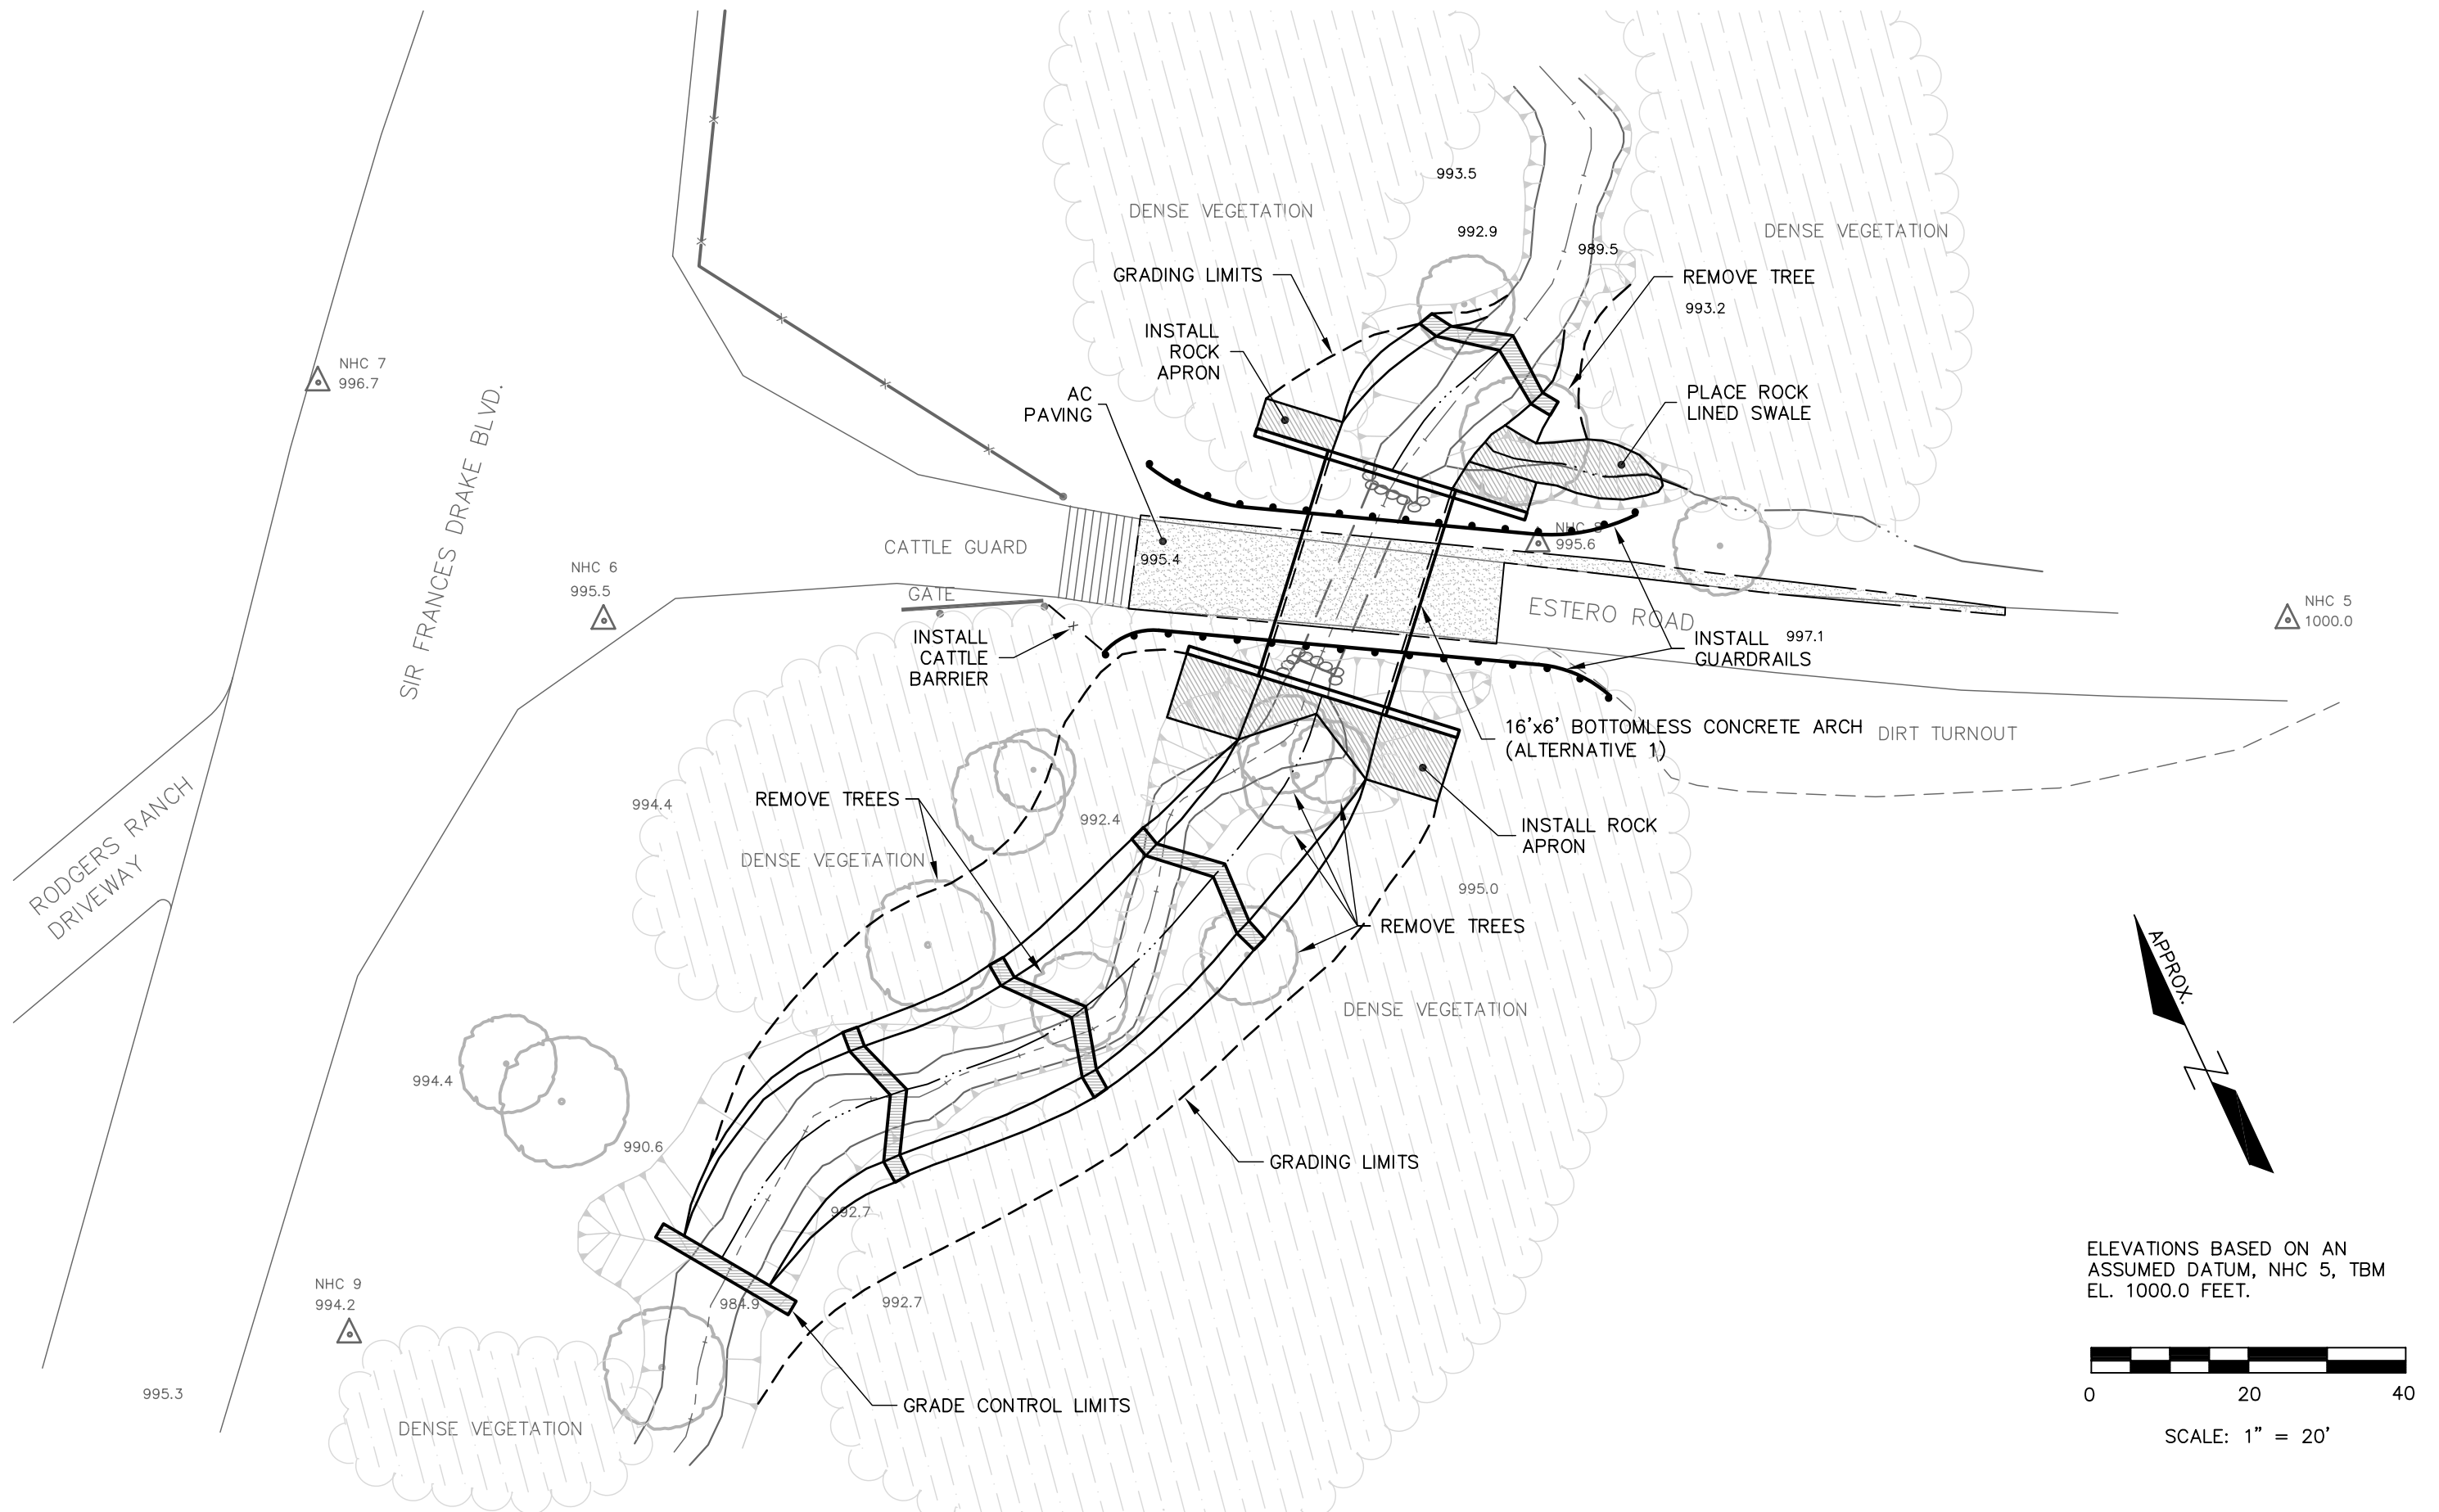 993.5
DENSE VEGETATION
992.9
DENSE VEGETATION
989.5
GRADING LIMITS
REMOVE TREE
993.2
INSTALL
ROCK
APRON
NHC 7
996.7
AC
PAVING
PLACE ROCK
LINED SWALE
SIR FRANCES DRAKE BLVD.
CATTLE GUARD
995.4
NHC 8
995.6
NHC 6
995.5
GATE
ESTERO ROAD
NHC 5
1000.0
INSTALL
CATTLE
BARRIER
INSTALL
GUARDRAILS
997.1
16'x6' BOTTOMLESS CONCRETE ARCH
(ALTERNATIVE 1)
DIRT TURNOUT
RODGERS RANCH
DRIVEWAY
994.4
REMOVE TREES
992.4
INSTALL ROCK
APRON
DENSE VEGETATION
995.0
REMOVE TREES
APPROX.
DENSE VEGETATION
994.4
990.6
GRADING LIMITS
992.7
ELEVATIONS BASED ON AN
ASSUMED DATUM, NHC 5, TBM
EL. 1000.0 FEET.
NHC 9
994.2
984.9
992.7
995.3
GRADE CONTROL LIMITS
DENSE VEGETATION
0 20 40
SCALE: 1" = 20'